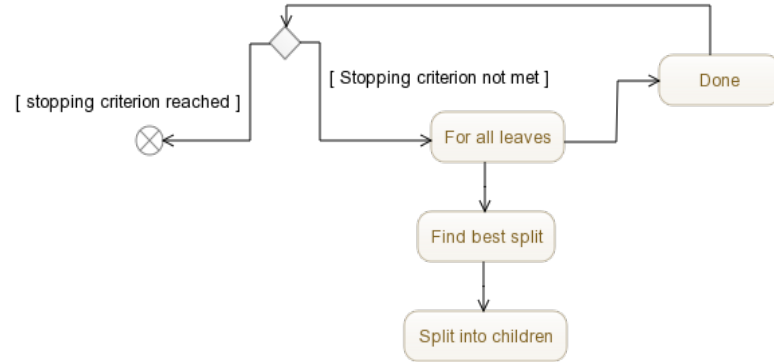 [ Stopping criterion not met ]
Done
[ stopping criterion reached ]
For all leaves
Find best split
Split into children